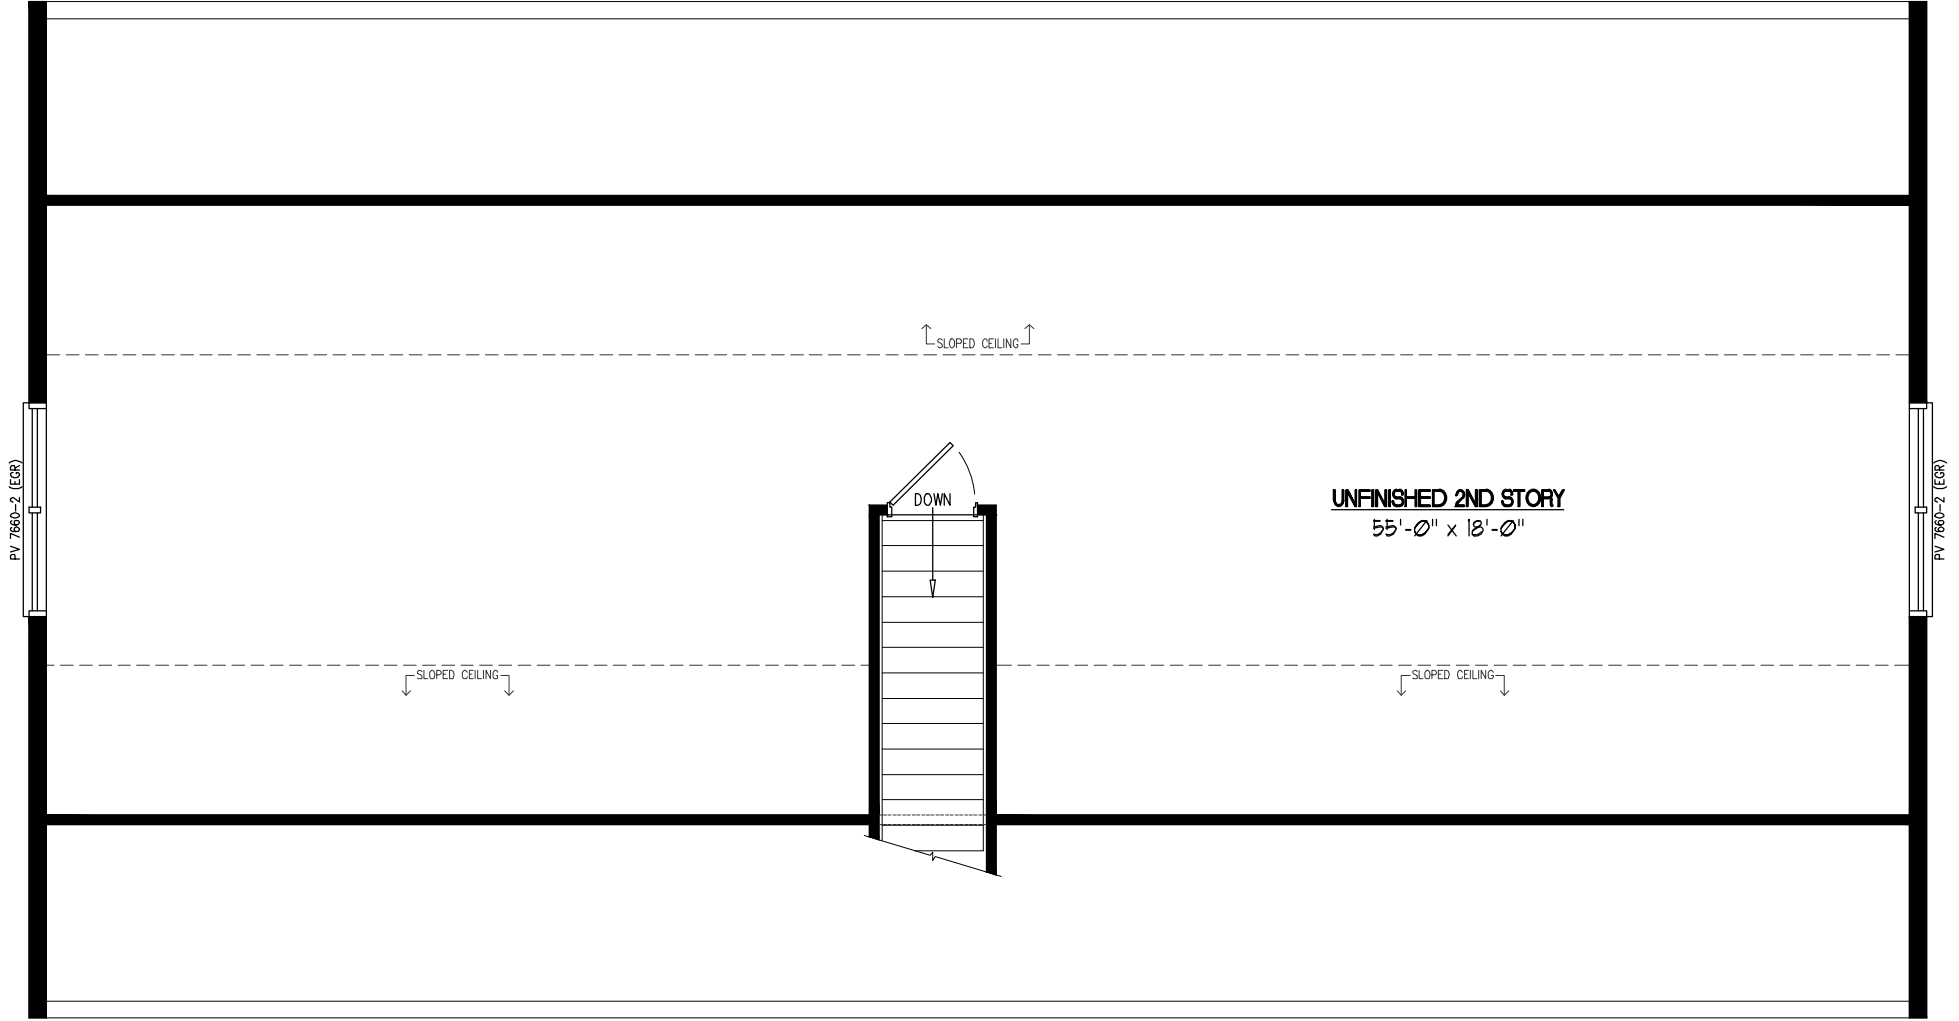 SLOPED CEILING
PV 7660-2 (EGR)
DOWN
UNFINISHED 2ND STORY
55'-0" x 18'-0"
PV 7660-2 (EGR)
SLOPED CEILING
SLOPED CEILING